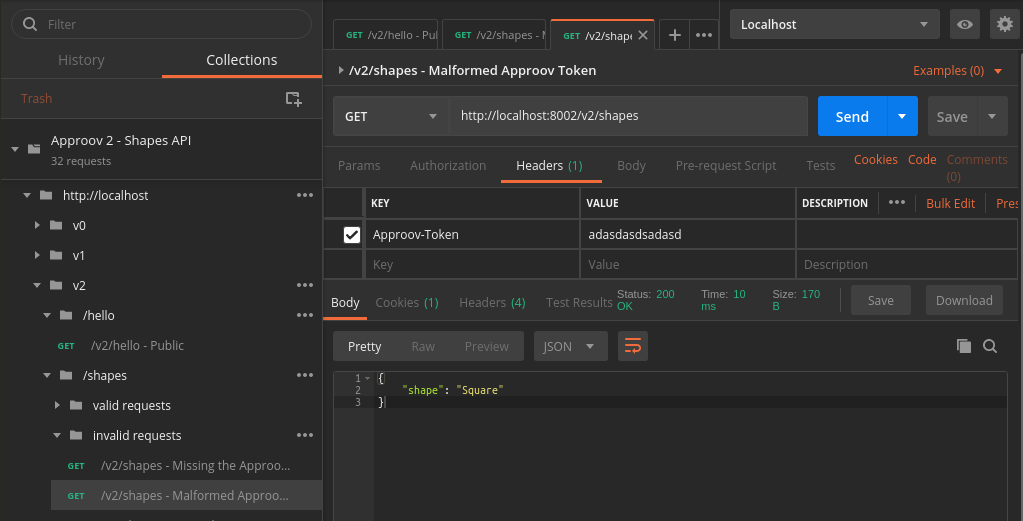 Filter
History
Collections
Trash
Approov 2 - Shapes API
32 requests
http://localhost
v0
v1
v2
/hello
GET /v2/hello - Public
/shapes
valid requests
invalid requests
GET /v2/shapes - Missing the Approo...
GET /v2/shapes - Malformed Approo...
GET /v2/hello - Pul
GET /v2/shapes - M
GET /v2/shape
Localhost
/v2/shapes - Malformed Approov Token
Examples (0)
GET
http://localhost:8002/v2/shapes
Send
Save
Params
Authorization
Headers (1)
Body
Pre-request Script
Tests
Cookies
Code
Comments
(0)
KEY
VALUE
DESCRIPTION
Bulk Edit
Pres
Approov-Token
adasdasdsadasd
Key
Value
Description
Body
Cookies (1)
Headers (4)
Test Results
Status: 200
OK
Time: 10
ms
Size: 170
B
Save
Download
Pretty
Raw
Preview
JSON
1 {
2 "shape": "Square"
3 }